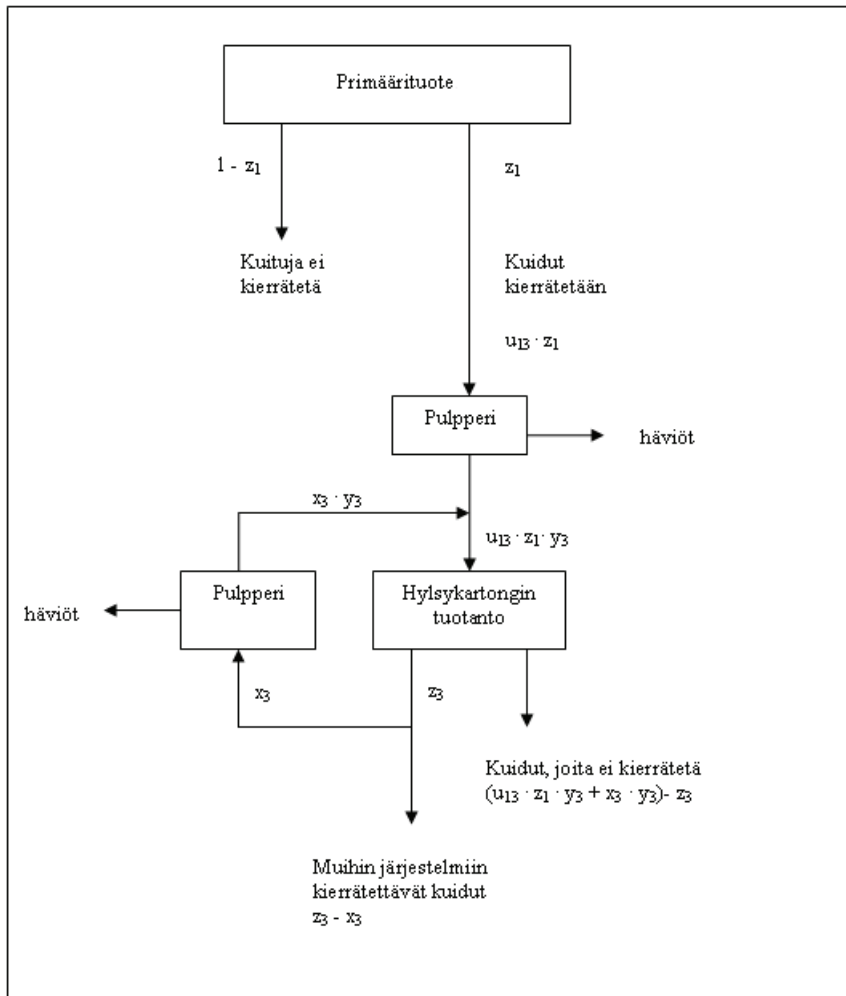 Primäärituote
1 - z₁
z₁
Kuituja ei
kierrätetä
Kuidut
kierrätetään
u₁₃ · z₁
Pulpperi
häviöt
x₃ · y₃
u₁₃ · z₁ · y₃
Pulpperi
Hylsykartongin
tuotanto
häviöt
x₃
z₃
Kuidut, joita ei kierrätetä
(u₁₃ · z₁ · y₃ + x₃ · y₃)- z₃
Muihin järjestelmiin
kierrätettävät kuidut
z₃ - x₃